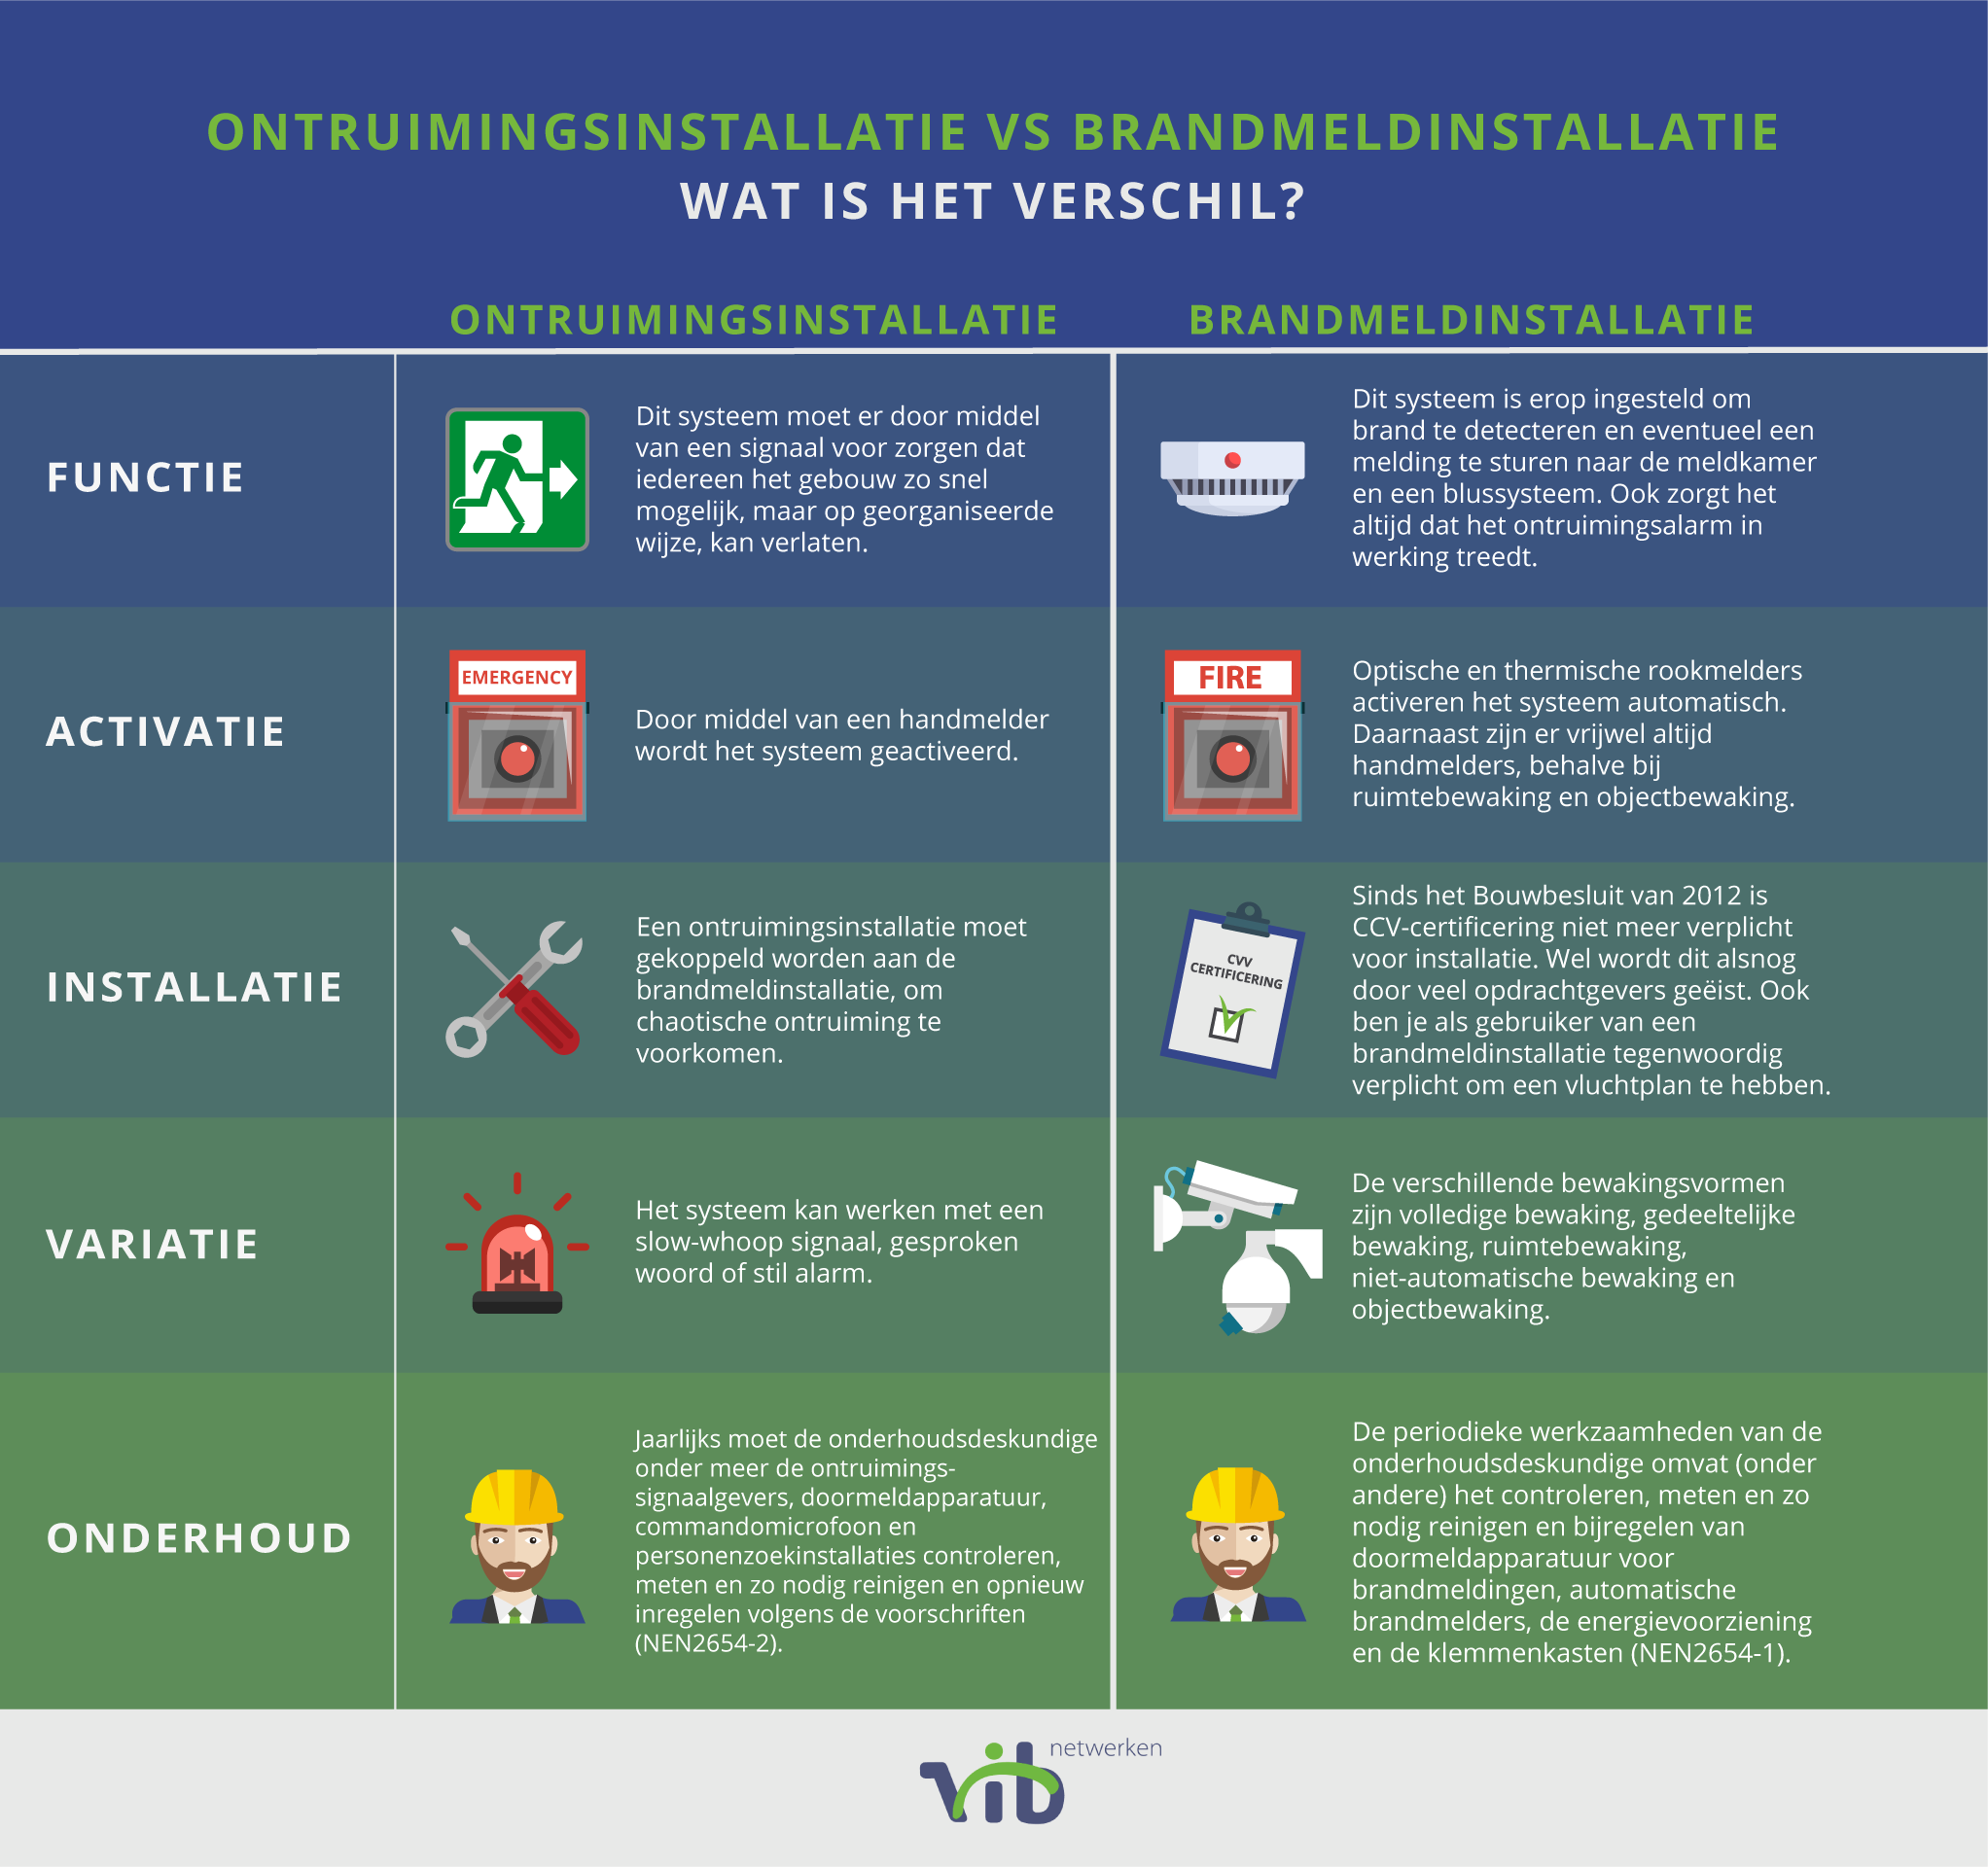 ONTRUIMINGSINSTALLATIE VS BRANDMELDINSTALLATIE
WAT IS HET VERSCHIL?
ONTRUIMINGSINSTALLATIE
BRANDMELDINSTALLATIE
FUNCTIE
Dit systeem moet er door middel
van een signaal voor zorgen dat
iedereen het gebouw zo snel
mogelijk, maar op georganiseerde
wijze, kan verlaten.
Dit systeem is erop ingesteld om
brand te detecteren en eventueel een
melding te sturen naar de meldkamer
en een blussysteem. Ook zorgt het
altijd dat het ontruimingsalarm in
werking treedt.
ACTIVATIE
EMERGENCY
Door middel van een handmelder
wordt het systeem geactiveerd.
FIRE
Optische en thermische rookmelders
activeren het systeem automatisch.
Daarnaast zijn er vrijwel altijd
handmelders, behalve bij
ruimtebewaking en objectbewaking.
INSTALLATIE
Een ontruimingsinstallatie moet
gekoppeld worden aan de
brandmeldinstallatie, om
chaotische ontruiming te
voorkomen.
CVV
CERTIFICERING
Sinds het Bouwbesluit van 2012 is
CCV-certificering niet meer verplicht
voor installatie. Wel wordt dit alsnog
door veel opdrachtgevers geëist. Ook
ben je als gebruiker van een
brandmeldinstallatie tegenwoordig
verplicht om een vluchtplan te hebben.
VARIATIE
Het systeem kan werken met een
slow-whoop signaal, gesproken
woord of stil alarm.
De verschillende bewakingsvormen
zijn volledige bewaking, gedeeltelijke
bewaking, ruimtebewaking,
niet-automatische bewaking en
objectbewaking.
ONDERHOUD
Jaarlijks moet de onderhoudsdeskundige
onder meer de ontruimings-
signaalgevers, doormeldapparatuur,
commandomicrofoon en
personenzoekinstallaties controleren,
meten en zo nodig reinigen en opnieuw
inregelen volgens de voorschriften
(NEN2654-2).
De periodieke werkzaamheden van de
onderhoudsdeskundige omvat (onder
andere) het controleren, meten en zo
nodig reinigen en bijregelen van
doormeldapparatuur voor
brandmeldingen, automatische
brandmelders, de energievoorziening
en de klemmenkasten (NEN2654-1).
vib netwerken